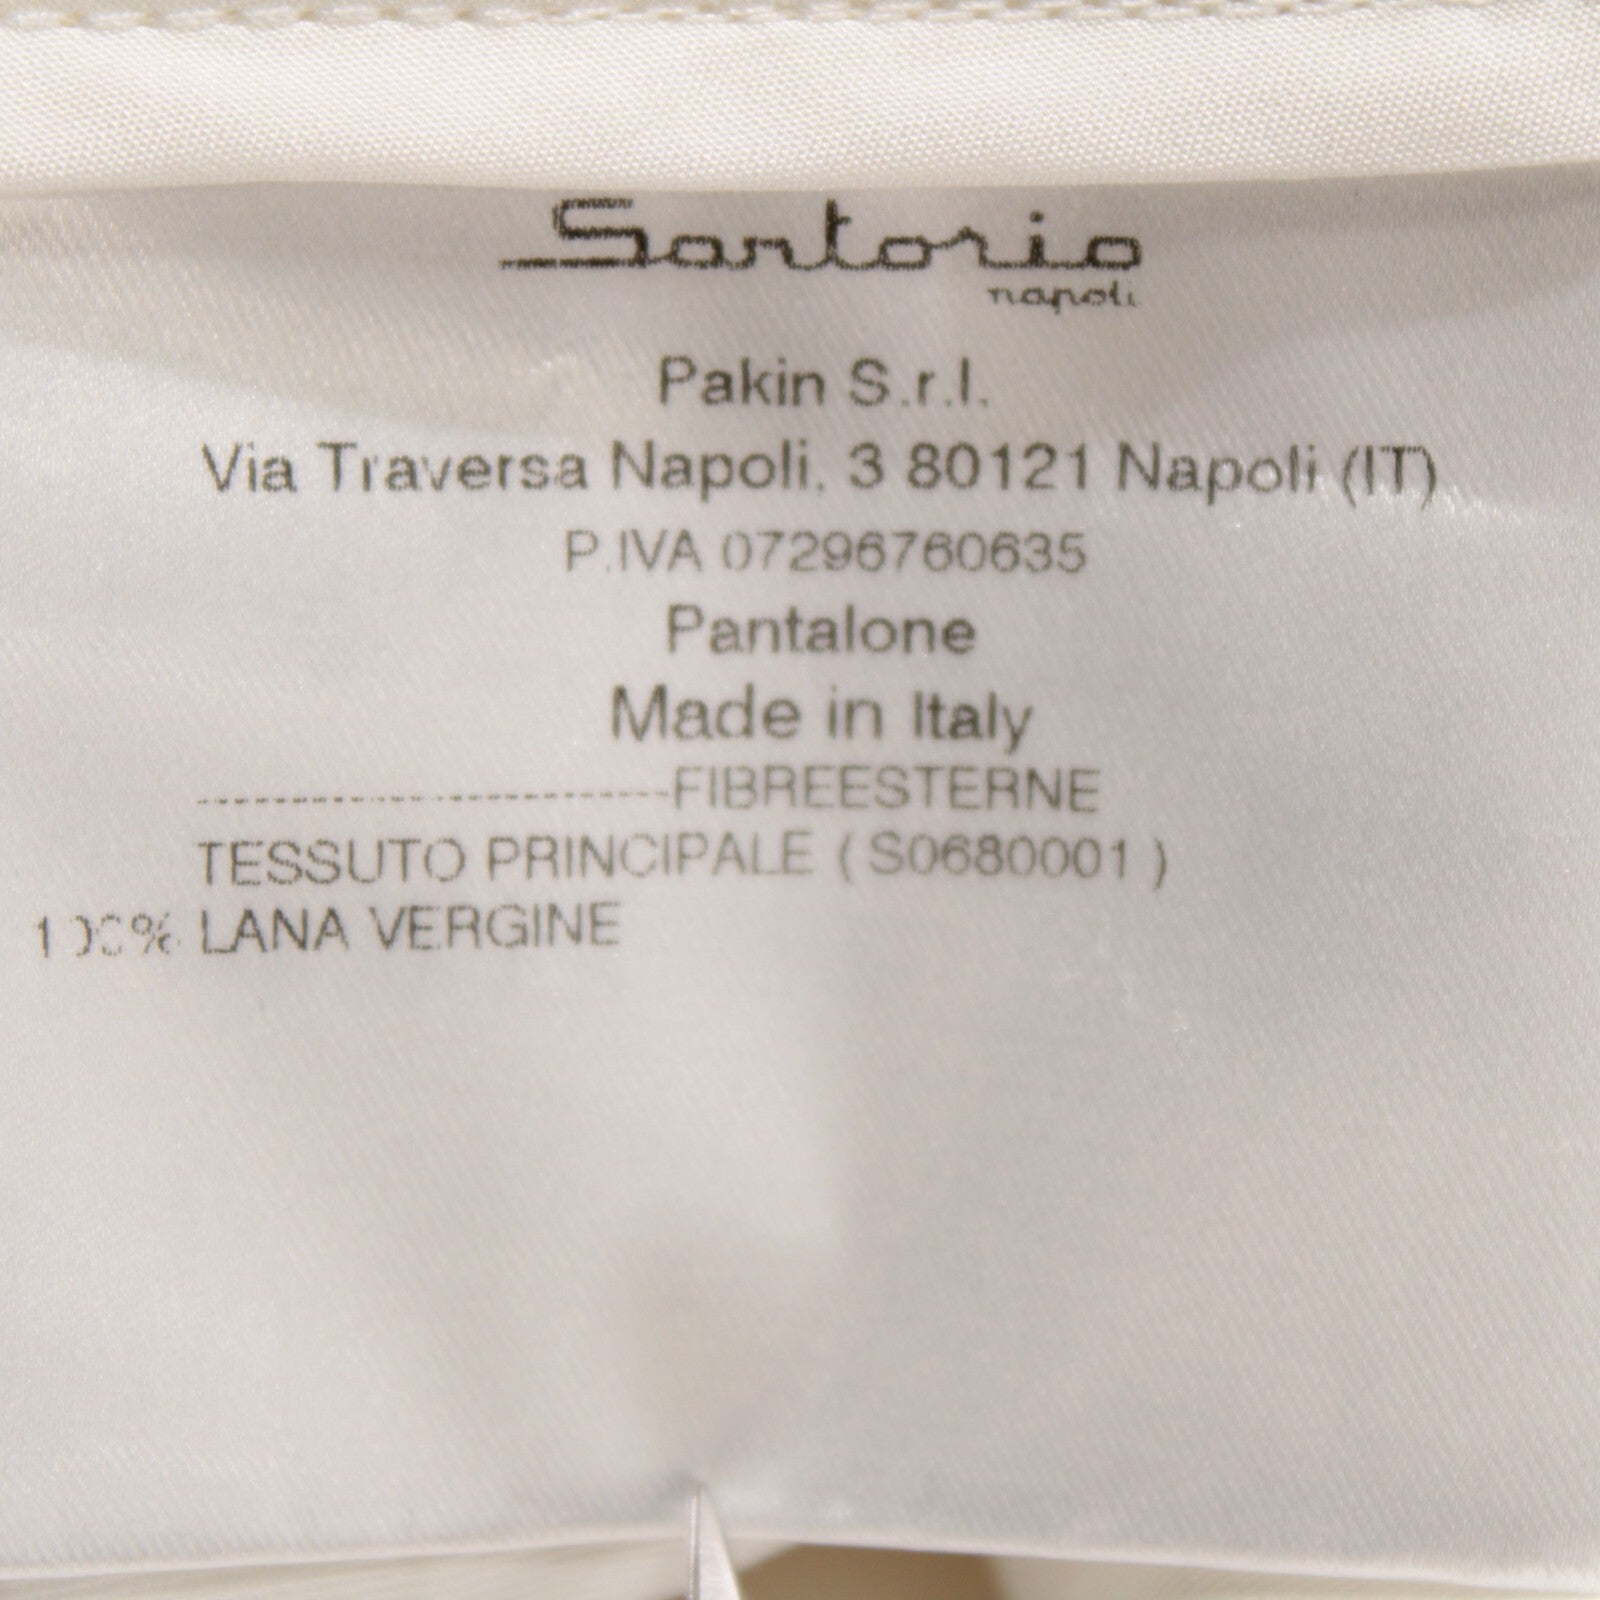 Sartorio
napoli
Pakin S.r.l.
Via Traversa Napoli, 3 80121 Napoli (IT)
P.IVA 07296760635
Pantalone
Made in Italy
--------------------------FIBREESTERNE
TESSUTO PRINCIPALE ( S0680001 )
100% LANA VERGINE